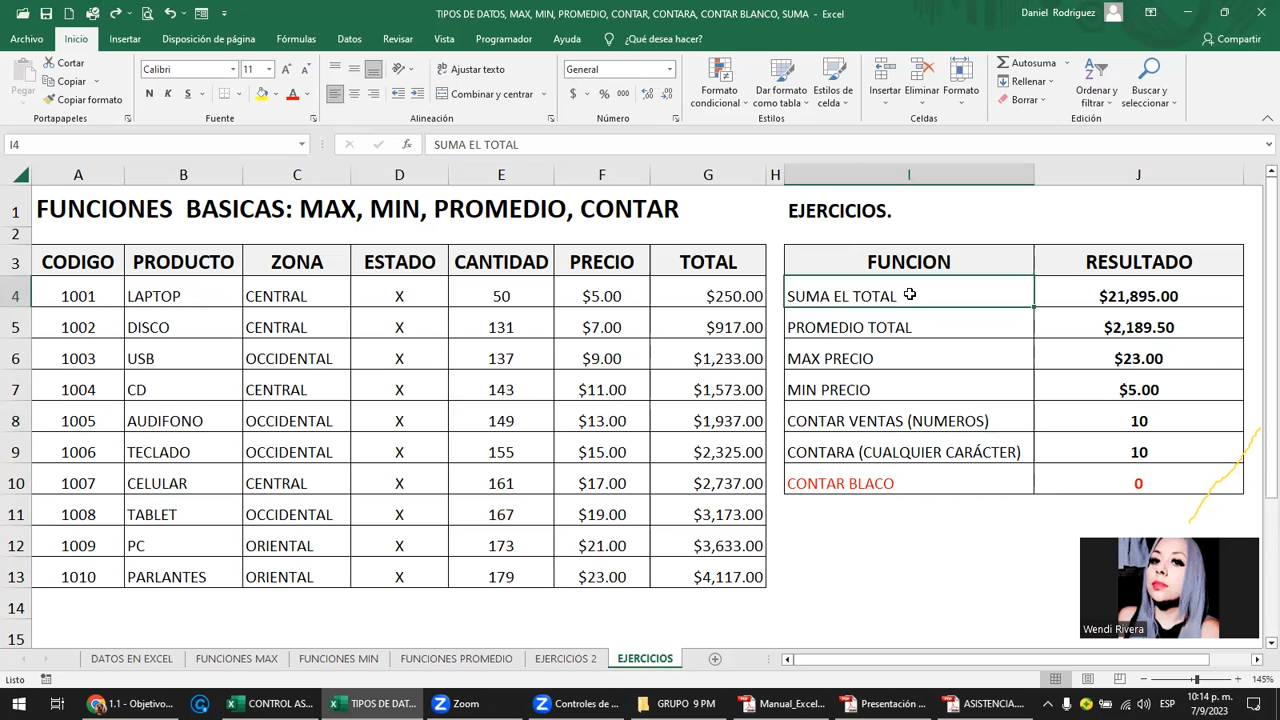 TIPOS DE DATOS, MAX, MIN, PROMEDIO, CONTAR, CONTARA, CONTAR BLANCO, SUMA - Excel
Daniel Rodriguez
Archivo Inicio Insertar Disposición de página Fórmulas Datos Revisar Vista Programador Ayuda ¿Qué desea hacer? Compartir
Pegar
Cortar
Copiar
Copiar formato
Portapapeles
Calibri 11
N K S
Fuente
Ajustar texto
Combinar y centrar
Alineación
General
$ % 000
Número
Formato condicional
Dar formato como tabla
Estilos de celda
Estilos
Insertar Eliminar Formato
Celdas
Autosuma
Rellenar
Borrar
Ordenar y filtrar
Buscar y seleccionar
Edición
I4 fx SUMA EL TOTAL
A B C D E F G H I J
1 FUNCIONES BASICAS: MAX, MIN, PROMEDIO, CONTAR EJERCICIOS.
2
3 CODIGO PRODUCTO ZONA ESTADO CANTIDAD PRECIO TOTAL FUNCION RESULTADO
4 1001 LAPTOP CENTRAL X 50 $5.00 $250.00 SUMA EL TOTAL $21,895.00
5 1002 DISCO CENTRAL X 131 $7.00 $917.00 PROMEDIO TOTAL $2,189.50
6 1003 USB OCCIDENTAL X 137 $9.00 $1,233.00 MAX PRECIO $23.00
7 1004 CD CENTRAL X 143 $11.00 $1,573.00 MIN PRECIO $5.00
8 1005 AUDIFONO OCCIDENTAL X 149 $13.00 $1,937.00 CONTAR VENTAS (NUMEROS) 10
9 1006 TECLADO OCCIDENTAL X 155 $15.00 $2,325.00 CONTARA (CUALQUIER CARÁCTER) 10
10 1007 CELULAR CENTRAL X 161 $17.00 $2,737.00 CONTAR BLACO 0
11 1008 TABLET OCCIDENTAL X 167 $19.00 $3,173.00
12 1009 PC ORIENTAL X 173 $21.00 $3,633.00
13 1010 PARLANTES ORIENTAL X 179 $23.00 $4,117.00
14
15
Wendi Rivera
DATOS EN EXCEL FUNCIONES MAX FUNCIONES MIN FUNCIONES PROMEDIO EJERCICIOS 2 EJERCICIOS
Listo 145%
1.1 - Objetivo... CONTROL AS... TIPOS DE DAT... Zoom Controles de ... GRUPO 9 PM Manual_Excel... Presentación ... ASISTENCIA.... ESP
10:14 p. m.
7/9/2023